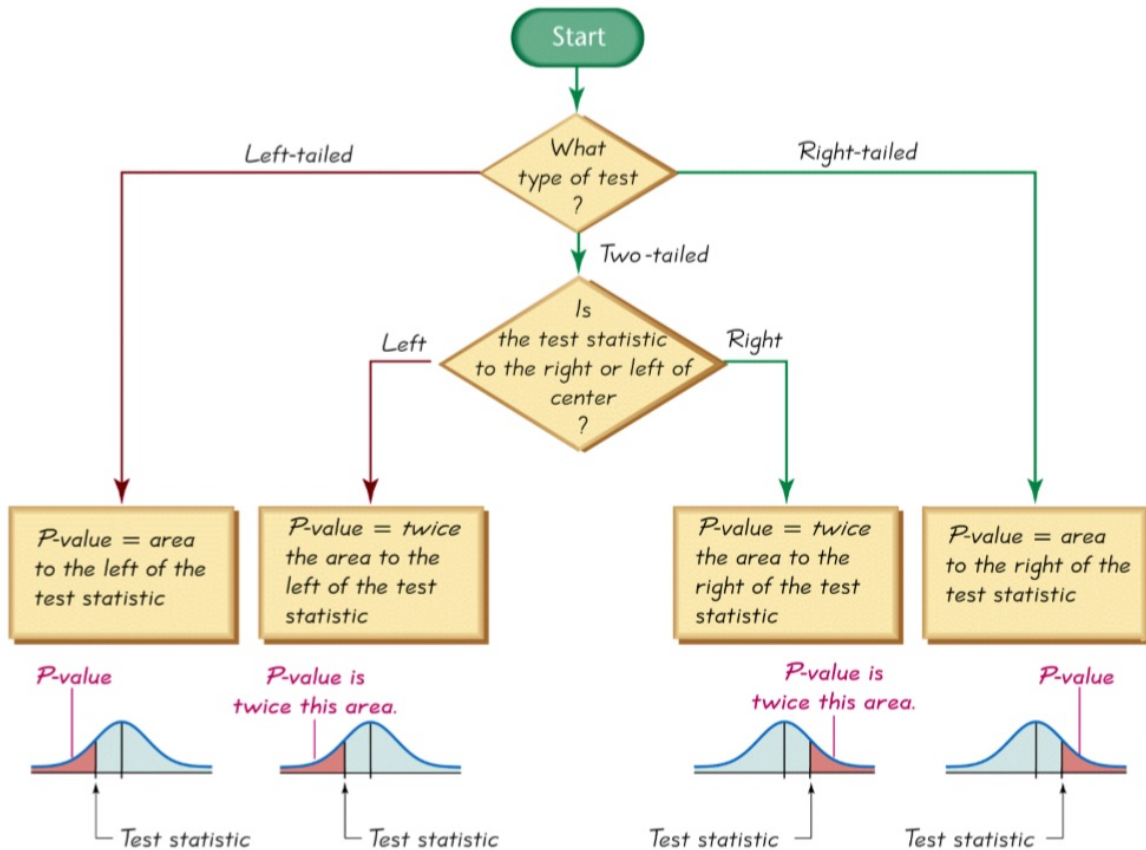 Start
What
type of test
?
Left-tailed
Right-tailed
Two-tailed
Is
the test statistic
to the right or left of
center
?
Left
Right
P-value = area
to the left of the
test statistic
P-value = twice
the area to the
left of the test
statistic
P-value = twice
the area to the
right of the test
statistic
P-value = area
to the right of the
test statistic
P-value
P-value is
twice this area.
P-value is
twice this area.
P-value
Test statistic
Test statistic
Test statistic
Test statistic